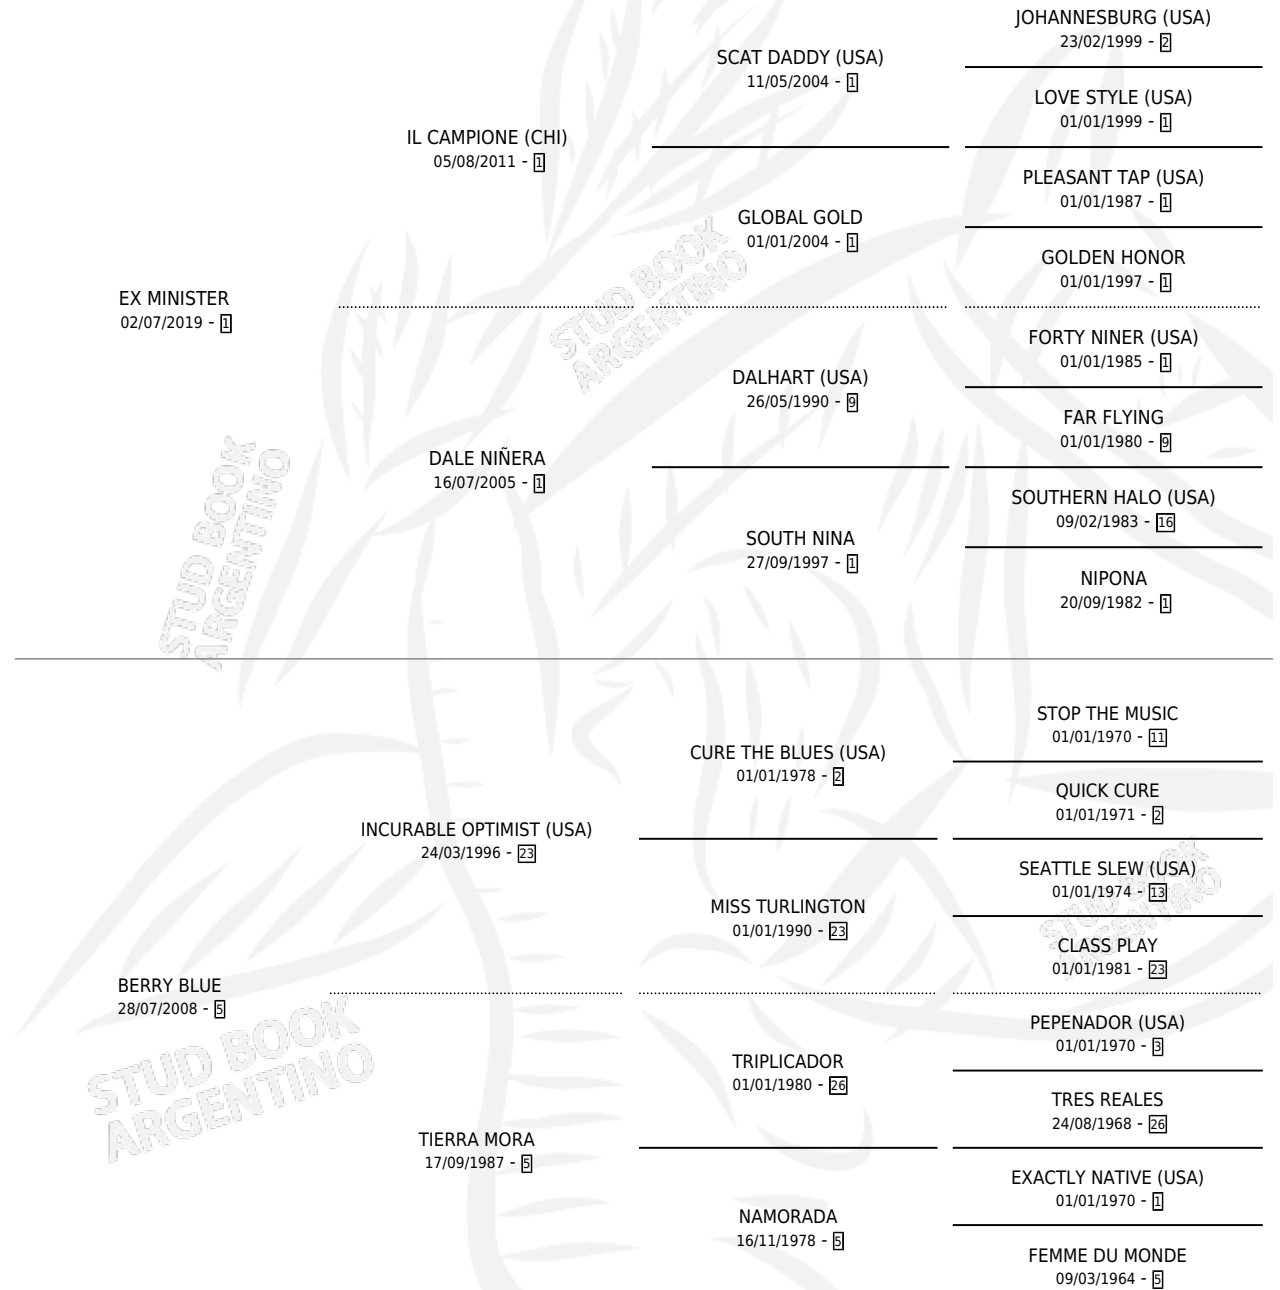 JOHANNESBURG (USA)
23/02/1999 - 2
SCAT DADDY (USA)
11/05/2004 - 1
LOVE STYLE (USA)
01/01/1999 - 1
IL CAMPIONE (CHI)
05/08/2011 - 1
PLEASANT TAP (USA)
01/01/1987 - 1
GLOBAL GOLD
01/01/2004 - 1
GOLDEN HONOR
01/01/1997 - 1
EX MINISTER
02/07/2019 - 1
FORTY NINER (USA)
01/01/1985 - 1
DALHART (USA)
26/05/1990 - 9
FAR FLYING
01/01/1980 - 9
DALE NIÑERA
16/07/2005 - 1
SOUTHERN HALO (USA)
09/02/1983 - 16
SOUTH NINA
27/09/1997 - 1
NIPONA
20/09/1982 - 1
STUD BOOK
ARGENTINO
STUD BOOK
ARGENTINO
STOP THE MUSIC
01/01/1970 - 11
CURE THE BLUES (USA)
01/01/1978 - 2
QUICK CURE
01/01/1971 - 2
INCURABLE OPTIMIST (USA)
24/03/1996 - 23
SEATTLE SLEW (USA)
01/01/1974 - 13
MISS TURLINGTON
01/01/1990 - 23
CLASS PLAY
01/01/1981 - 23
BERRY BLUE
28/07/2008 - 5
PEPENADOR (USA)
01/01/1970 - 3
TRIPLICADOR
01/01/1980 - 26
TRES REALES
24/08/1968 - 26
TIERRA MORA
17/09/1987 - 5
EXACTLY NATIVE (USA)
01/01/1970 - 1
NAMORADA
16/11/1978 - 5
FEMME DU MONDE
09/03/1964 - 5
STUD BOOK
ARGENTINO
STUD BOOK
ARGENTINO